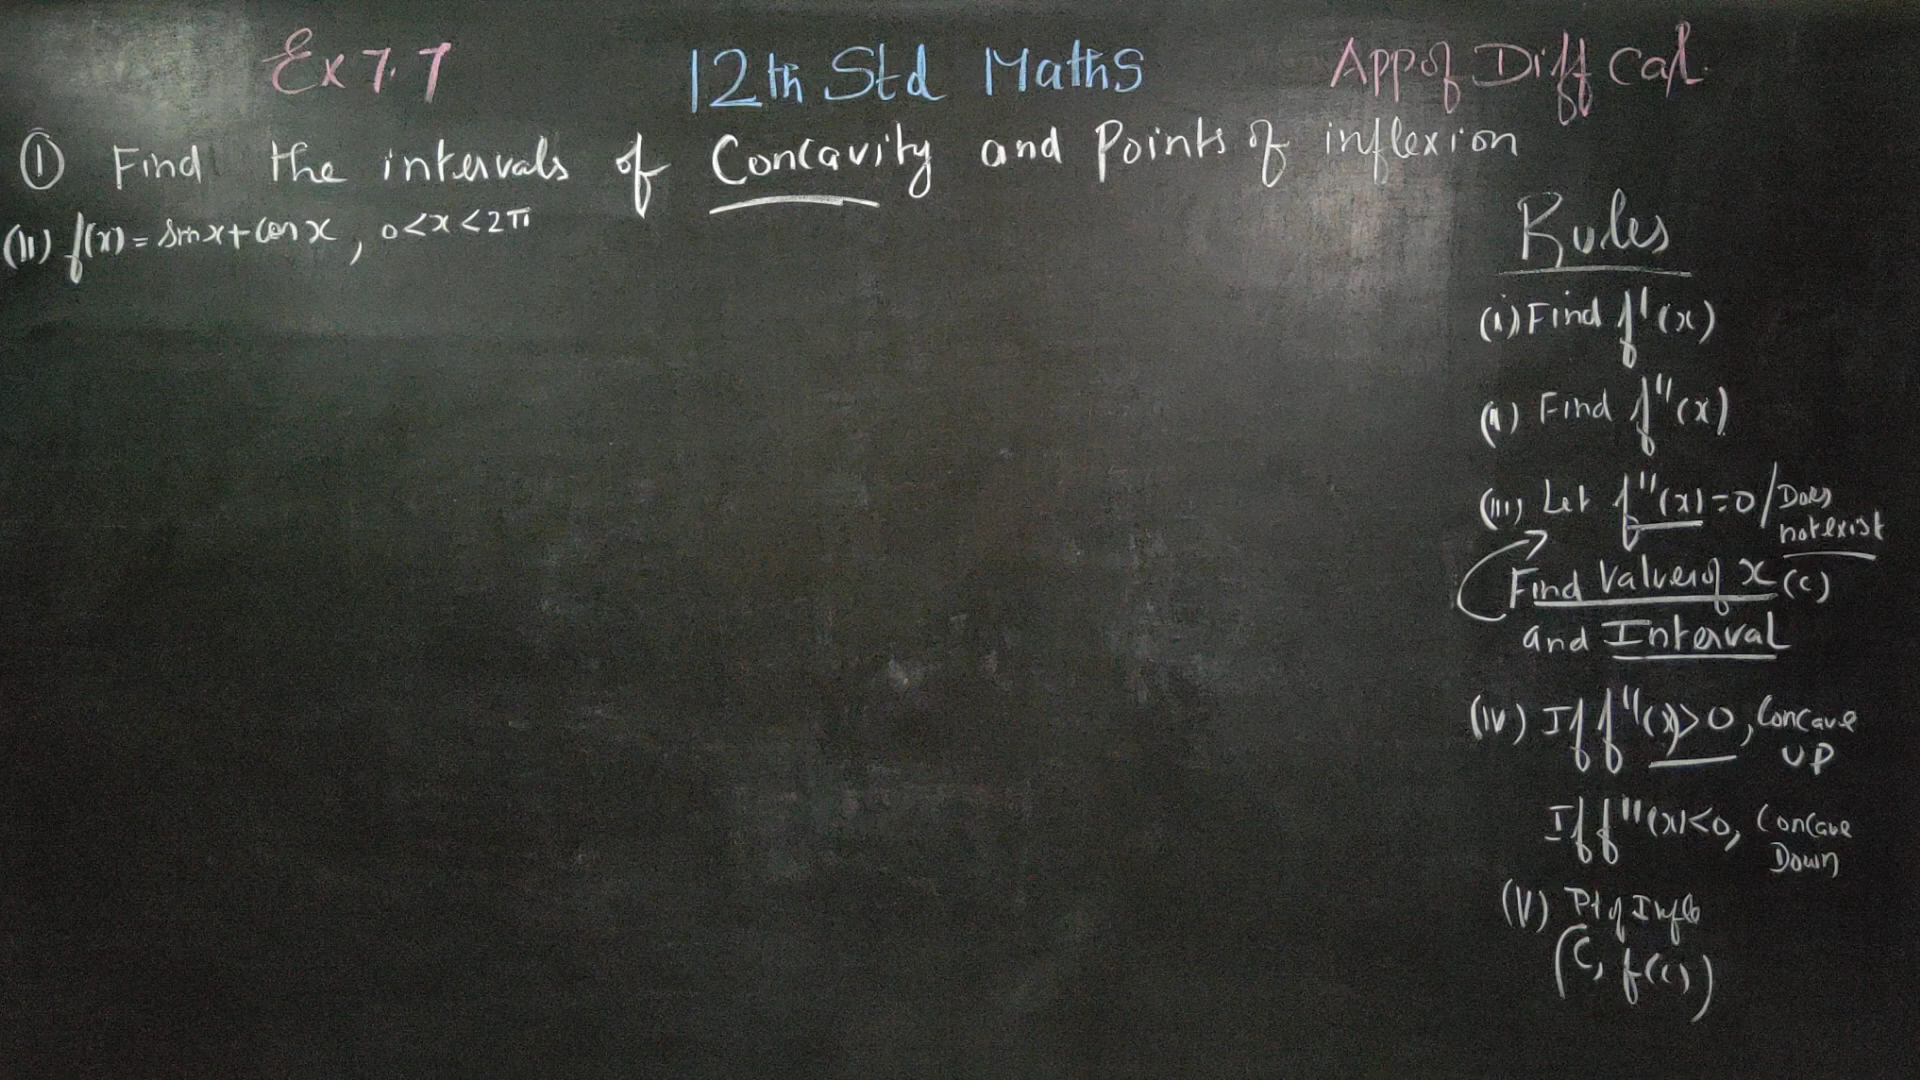 Ex 7.7 12th Std Maths App of Diff Cal.
① Find the intervals of Concavity and Points of inflexion
(ii) f(x) = sin x + cos x, 0 < x < 2π
Rules
(i) Find f'(x)
(ii) Find f''(x)
(iii) Let f''(x) = 0 / Does
not exist
Find Value of x (c)
and Interval
(iv) If f''(x) > 0, Concave
UP
If f''(x) < 0, Concave
Down
(V) Pt of Infle
(C, f(c))